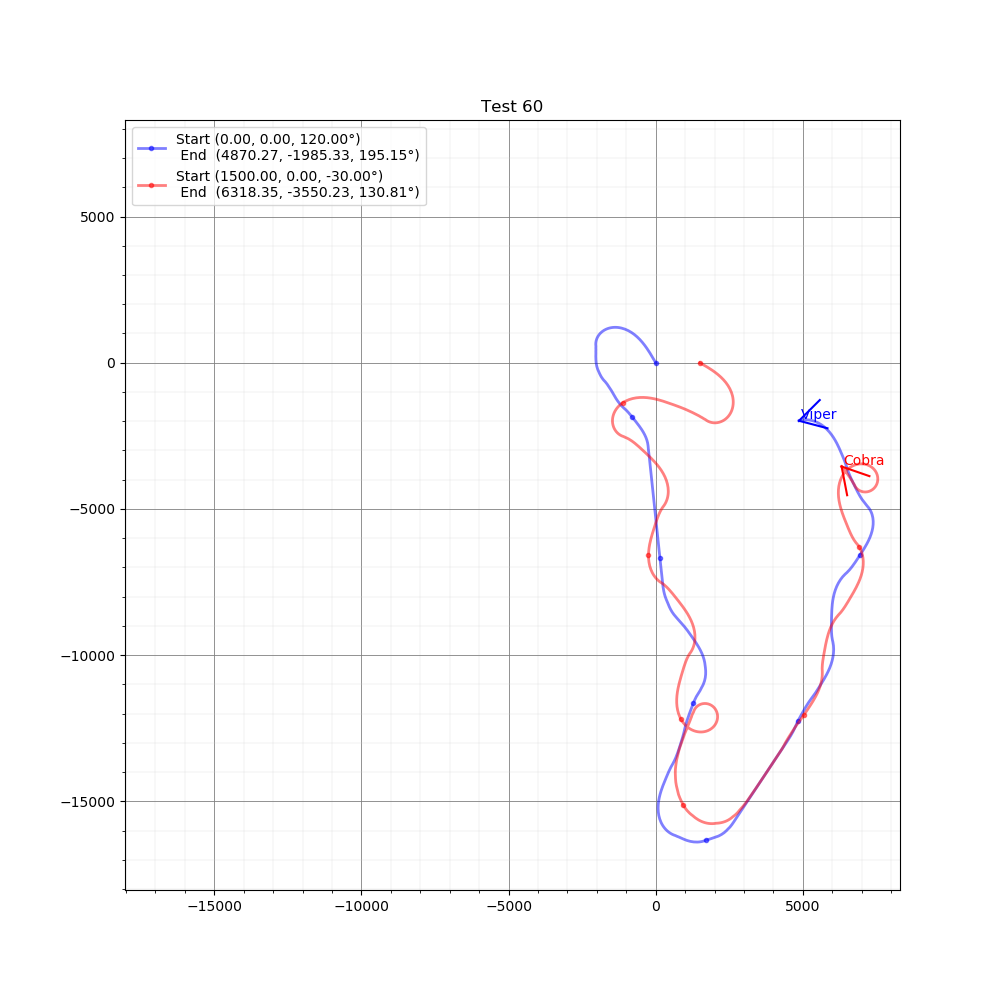 Test 60
Start (0.00, 0.00, 120.00°)
End (4870.27, -1985.33, 195.15°)
Start (1500.00, 0.00, -30.00°)
End (6318.35, -3550.23, 130.81°)
5000
0
−5000
−10000
−15000
Viper
Cobra
−15000 −10000 −5000 0 5000